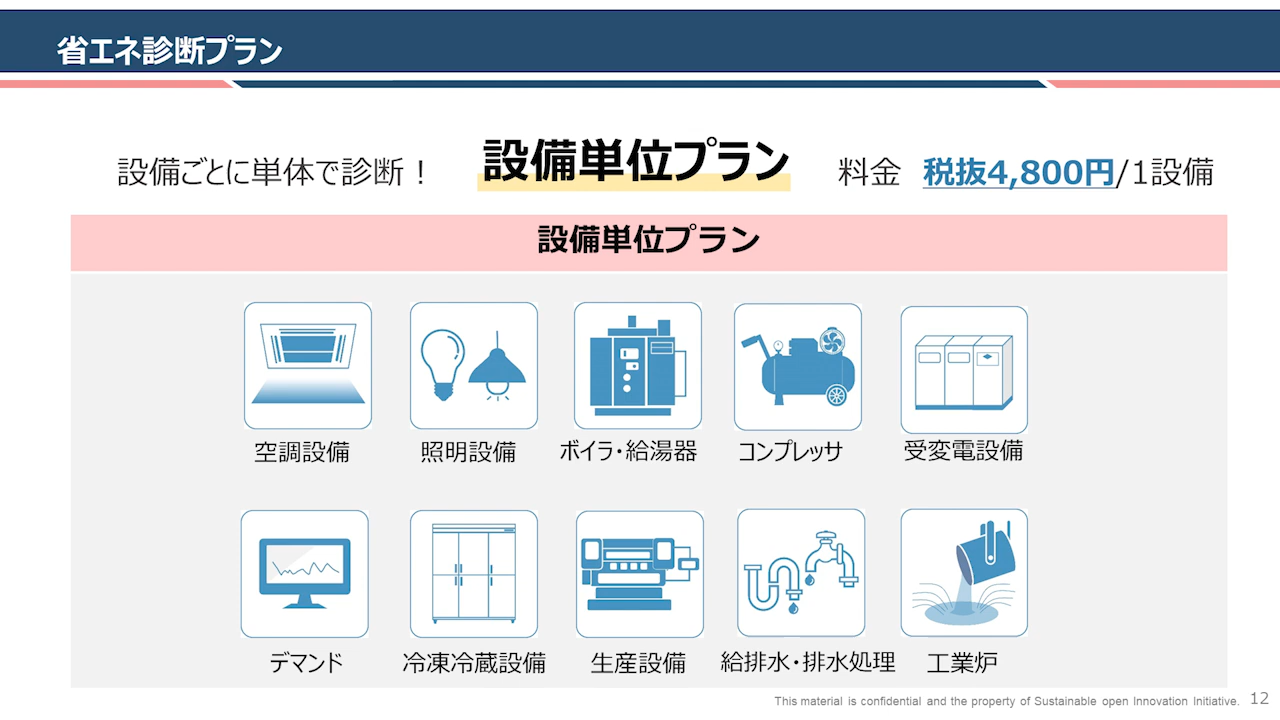 省エネ診断プラン
設備ごとに単体で診断！ 設備単位プラン 料金 税抜4,800円/1設備
設備単位プラン
空調設備 照明設備 ボイラ・給湯器 コンプレッサ 受変電設備
デマンド 冷凍冷蔵設備 生産設備 給排水・排水処理 工業炉
This material is confidential and the property of Sustainable open Innovation Initiative. 12